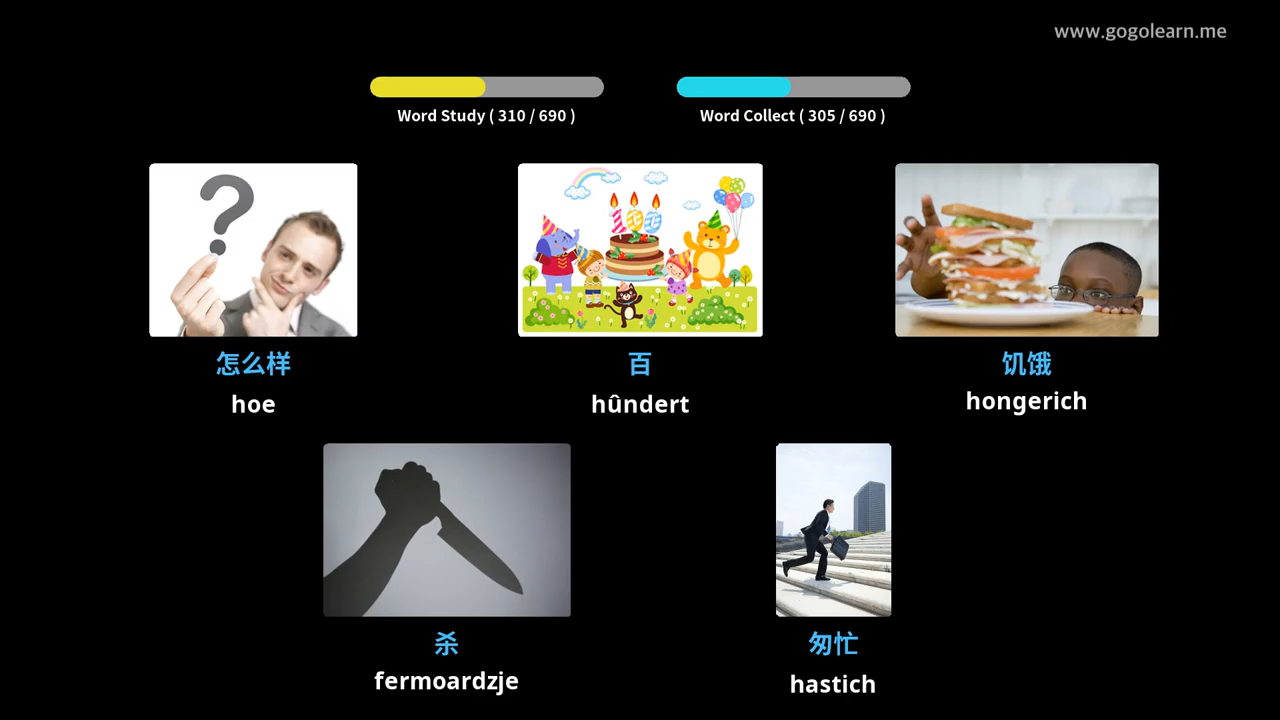 www.gogolearn.me
Word Study ( 310 / 690 )
Word Collect ( 305 / 690 )
怎么样
hoe
百
hûndert
饥饿
hongerich
杀
fermoardzje
匆忙
hastich